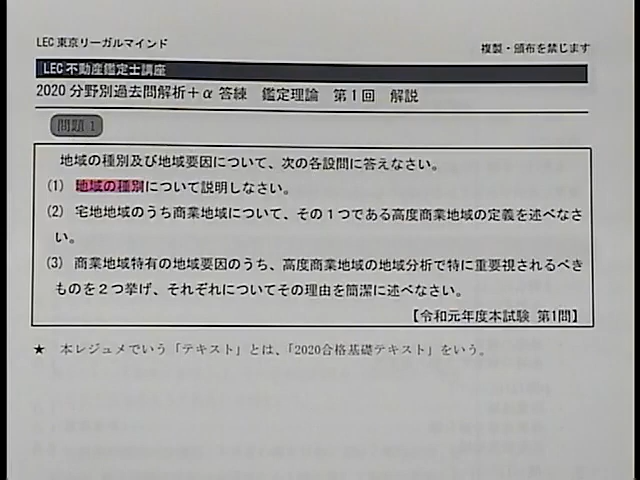 LEC東京リーガルマインド
複製・頒布を禁じます
LEC不動産鑑定士講座
2020 分野別過去問解析＋α 答練　鑑定理論　第1回　解説
問題1
地域の種別及び地域要因について、次の各設問に答えなさい。
(1)　地域の種別について説明しなさい。
(2)　宅地地域のうち商業地域について、その１つである高度商業地域の定義を述べなさ
い。
(3)　商業地域特有の地域要因のうち、高度商業地域の地域分析で特に重要視されるべき
ものを２つ挙げ、それぞれについてその理由を簡潔に述べなさい。
【令和元年度本試験 第1問】
★　本レジュメでいう「テキスト」とは、「2020合格基礎テキスト」をいう。